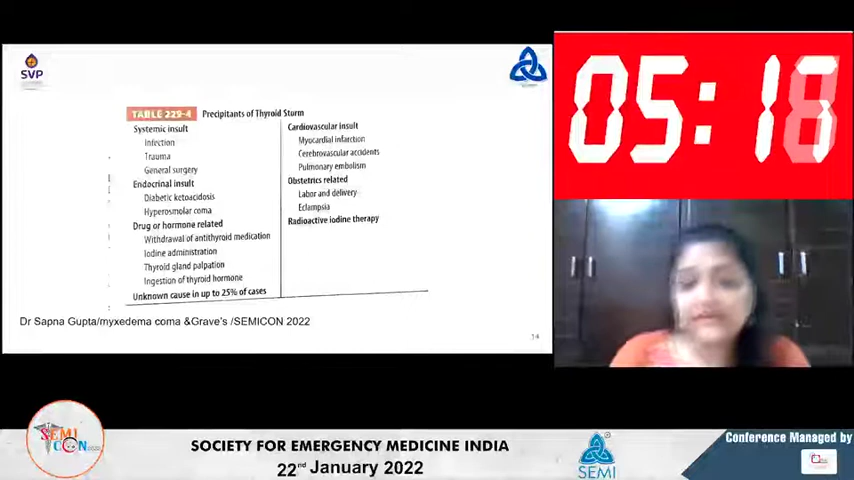 SVP
TABLE 229-4 Precipitants of Thyroid Storm
Systemic insult
Infection
Trauma
General surgery
Endocrinal insult
Diabetic ketoacidosis
Hyperosmolar coma
Drug or hormone related
Withdrawal of antithyroid medication
Iodine administration
Thyroid gland palpation
Ingestion of thyroid hormone
Unknown cause in up to 25% of cases
Cardiovascular insult
Myocardial infarction
Cerebrovascular accidents
Pulmonary embolism
Obstetrics related
Labor and delivery
Eclampsia
Radioactive iodine therapy
Dr Sapna Gupta/myxedema coma &Grave's /SEMICON 2022
14
05:17
SEMI
CON
SOCIETY FOR EMERGENCY MEDICINE INDIA
22nd January 2022
SEMI
Conference Managed by